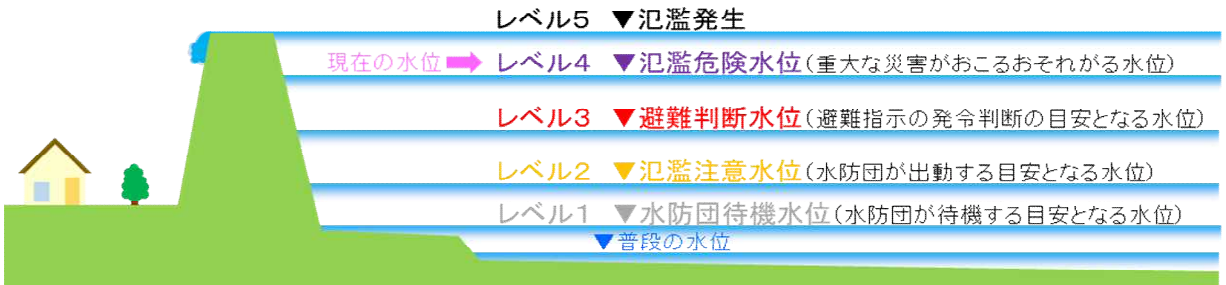 レベル５ ▼氾濫発生
現在の水位 ➡ レベル４ ▼氾濫危険水位(重大な災害がおこるおそれがる水位)
レベル３ ▼避難判断水位(避難指示の発令判断の目安となる水位)
レベル２ ▼氾濫注意水位(水防団が出動する目安となる水位)
レベル１ ▼水防団待機水位(水防団が待機する目安となる水位)
▼普段の水位